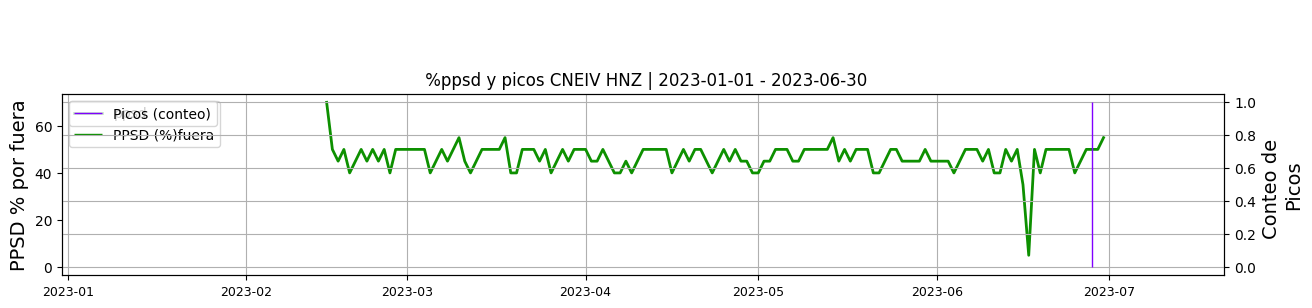 %ppsd y picos CNEIV HNZ | 2023-01-01 - 2023-06-30
PPSD % por fuera
60
40
20
0
Picos (conteo)
PPSD (%)fuera
1.0
0.8
0.6
0.4
0.2
0.0
Conteo de
Picos
2023-01
2023-02
2023-03
2023-04
2023-05
2023-06
2023-07